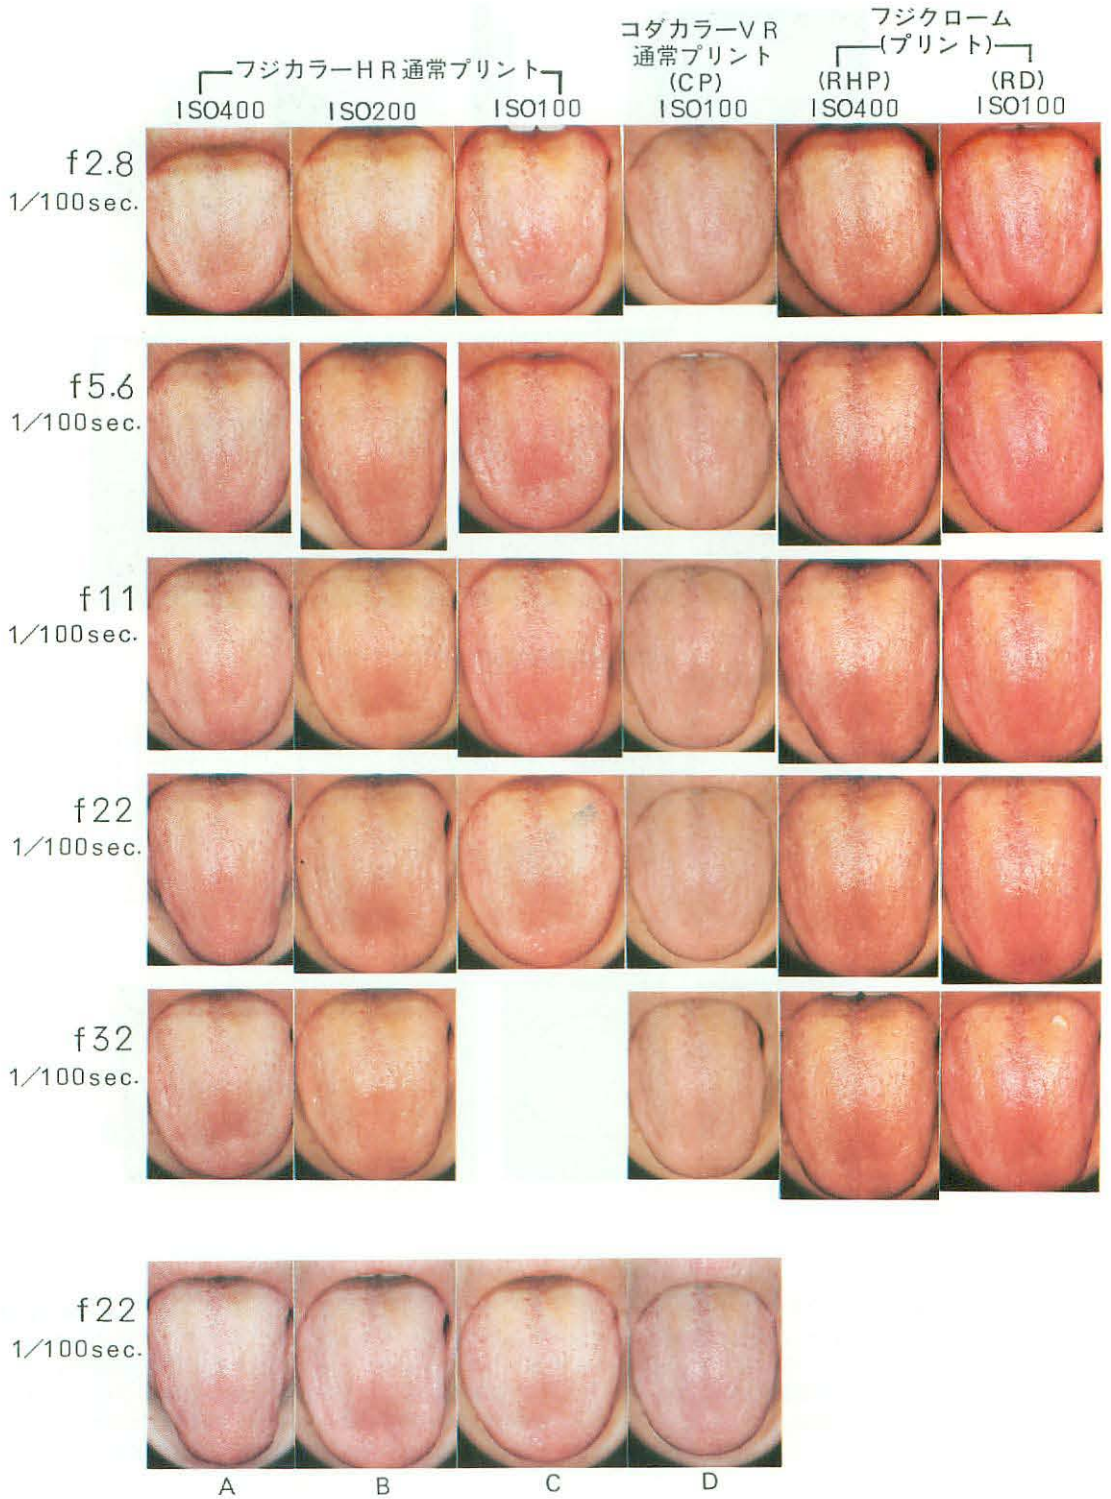 フジカラーHR通常プリント
コダカラーVR
通常プリント
(CP)
フジクローム
(プリント)
(RHP)
(RD)
ISO400
ISO200
ISO100
ISO100
ISO400
ISO100
f2.8
1/100sec.
f5.6
1/100sec.
f11
1/100sec.
f22
1/100sec.
f32
1/100sec.
f22
1/100sec.
A
B
C
D